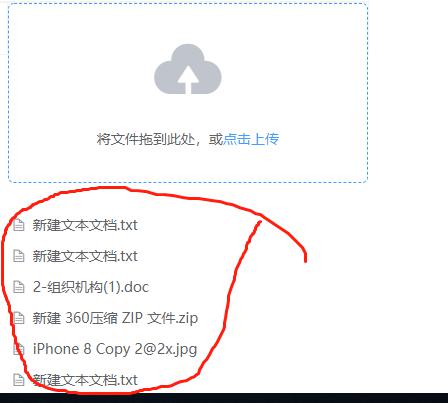 将文件拖到此处，或点击上传
新建文本文档.txt
新建文本文档.txt
2-组织机构(1).doc
新建 360压缩 ZIP 文件.zip
iPhone 8 Copy 2@2x.jpg
新建文本文档.txt